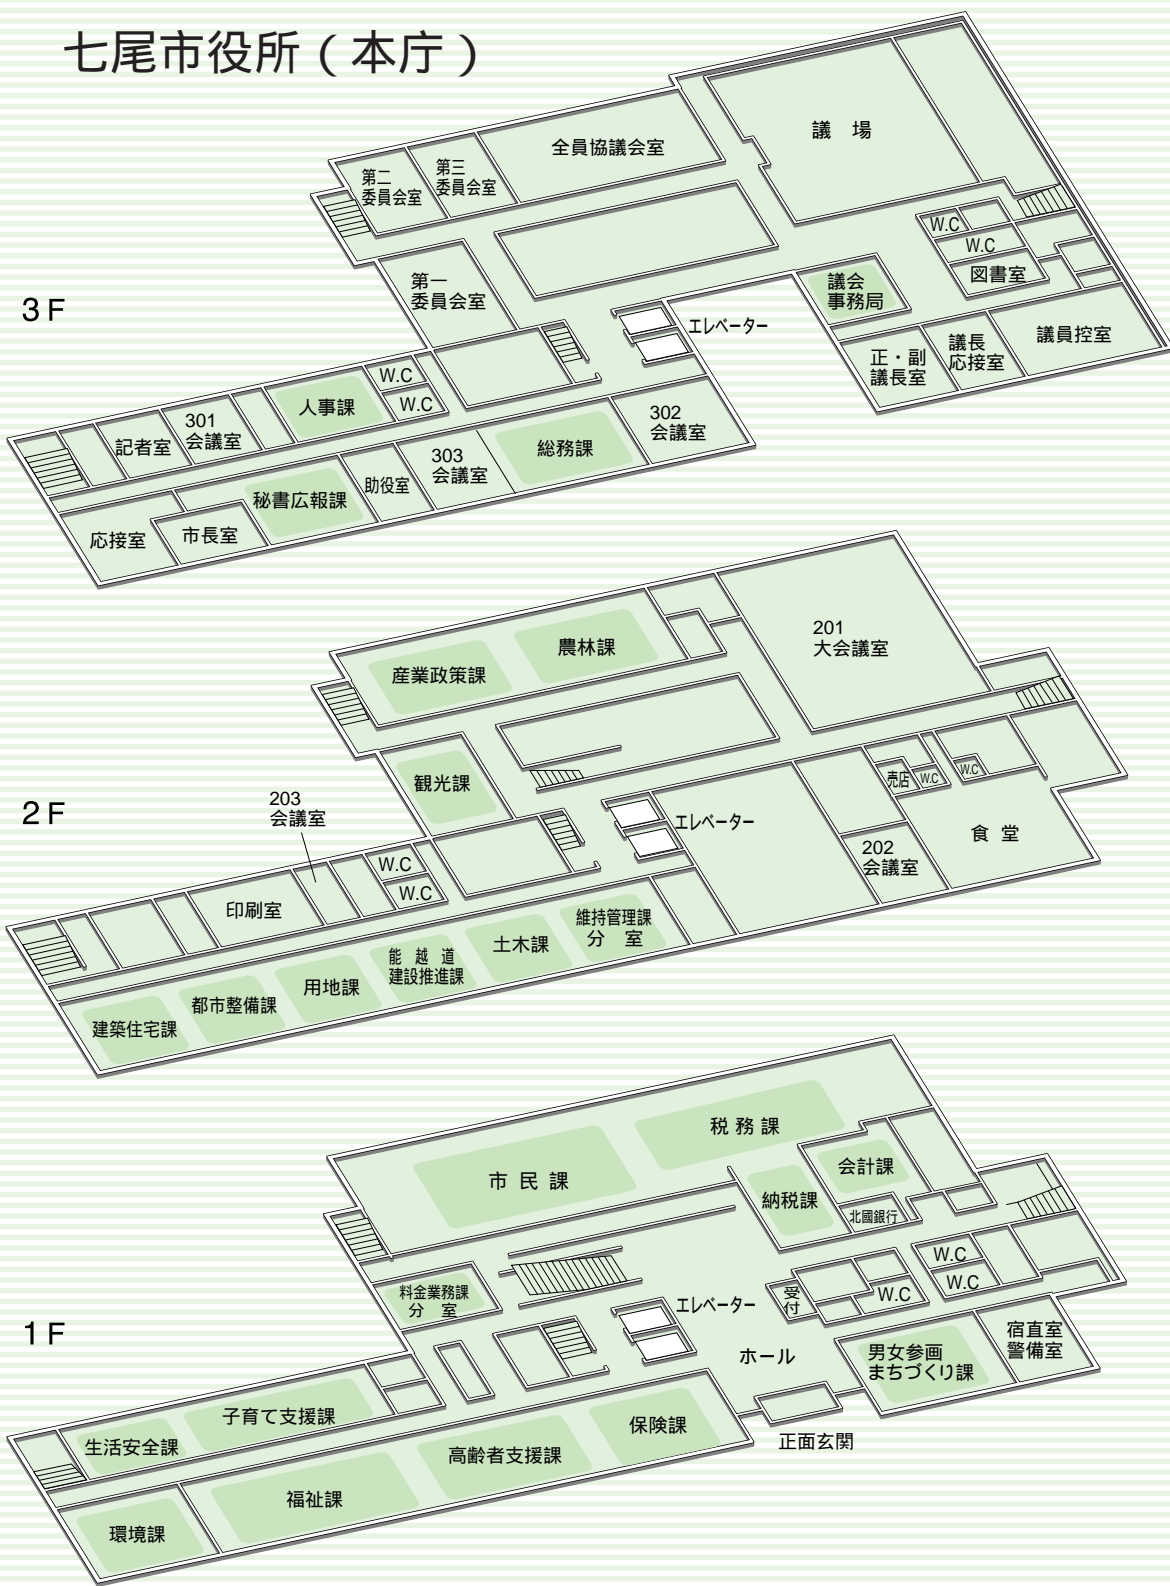 七尾市役所(本庁)
3F
議場
全員協議会室
第三
委員会室
第二
委員会室
W.C
W.C
図書室
第一
委員会室
議会
事務局
エレベーター
議員控室
議長
応接室
正・副
議長室
W.C
W.C
人事課
301
会議室
記者室
302
会議室
総務課
303
会議室
助役室
秘書広報課
市長室
応接室
2F
201
大会議室
農林課
産業政策課
観光課
売店
W.C
W.C
食堂
203
会議室
エレベーター
202
会議室
W.C
W.C
印刷室
維持管理課
分室
土木課
能越道
建設推進課
用地課
都市整備課
建築住宅課
1F
税務課
市民課
会計課
納税課
北國銀行
W.C
W.C
料金業務課
分室
受付
W.C
エレベーター
ホール
宿直室
警備室
男女参画
まちづくり課
正面玄関
子育て支援課
生活安全課
保険課
高齢者支援課
福祉課
環境課